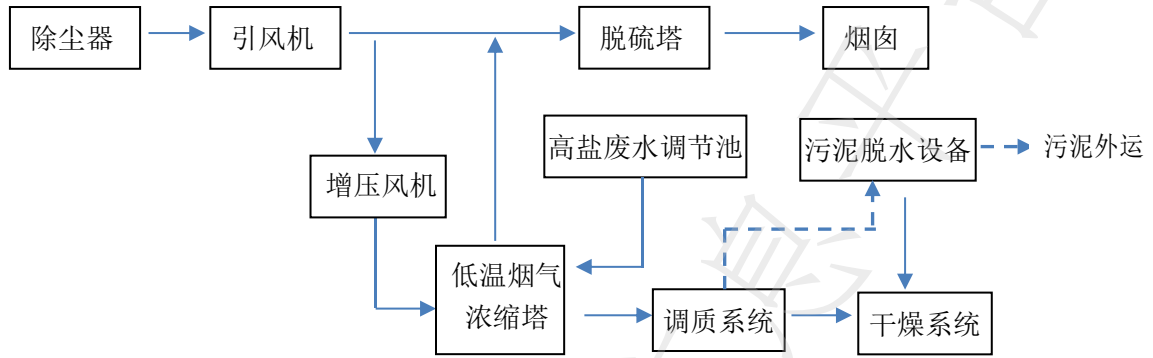 除尘器
引风机
脱硫塔
烟囱
增压风机
高盐废水调节池
污泥脱水设备
污泥外运
低温烟气
浓缩塔
调质系统
干燥系统